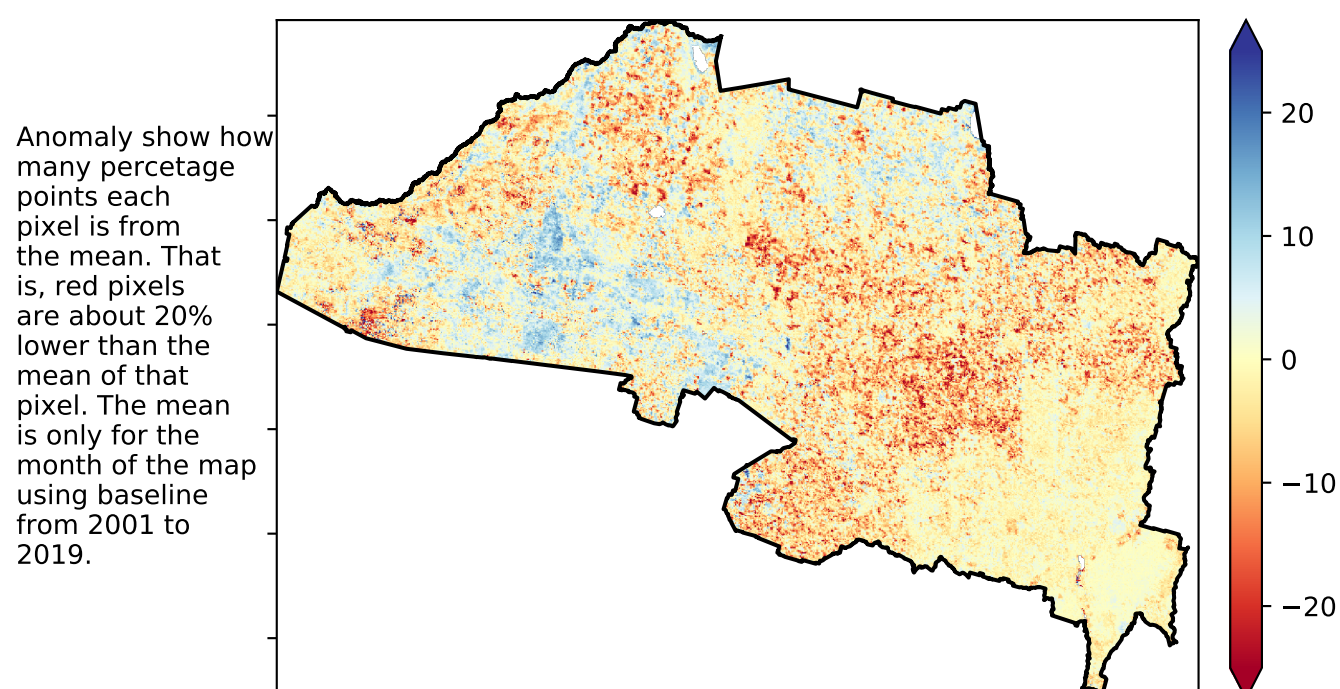 Anomaly show how
many percetage
points each
pixel is from
the mean. That
is, red pixels
are about 20%
lower than the
mean of that
pixel. The mean
is only for the
month of the map
using baseline
from 2001 to
2019.
20
10
0
−10
−20